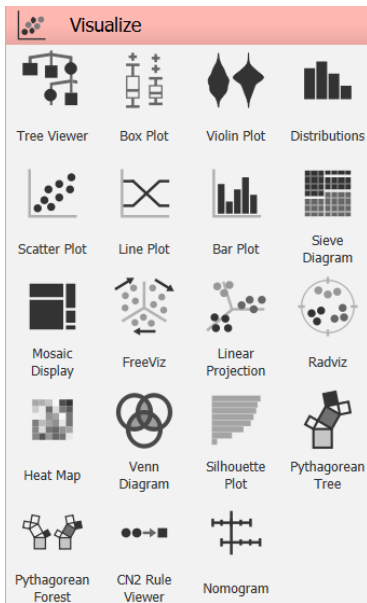 Visualize
Tree Viewer
Box Plot
Violin Plot
Distributions
Scatter Plot
Line Plot
Bar Plot
Sieve
Diagram
Mosaic
Display
FreeViz
Linear
Projection
Radviz
Heat Map
Venn
Diagram
Silhouette
Plot
Pythagorean
Tree
Pythagorean
Forest
CN2 Rule
Viewer
Nomogram